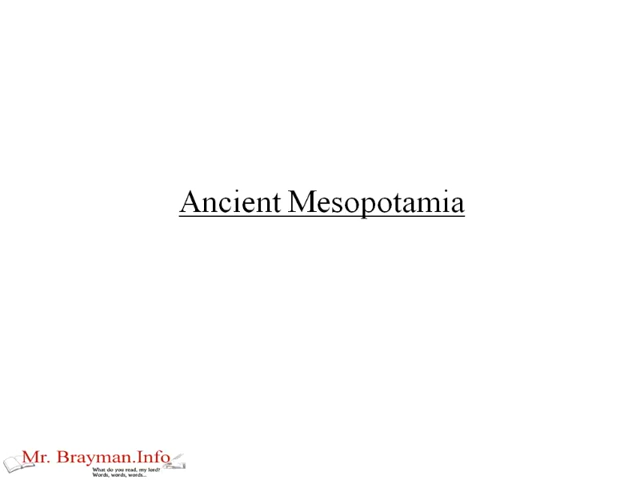 Ancient Mesopotamia
Mr. Brayman.Info
What do you read, my lord?
Words, words, words...